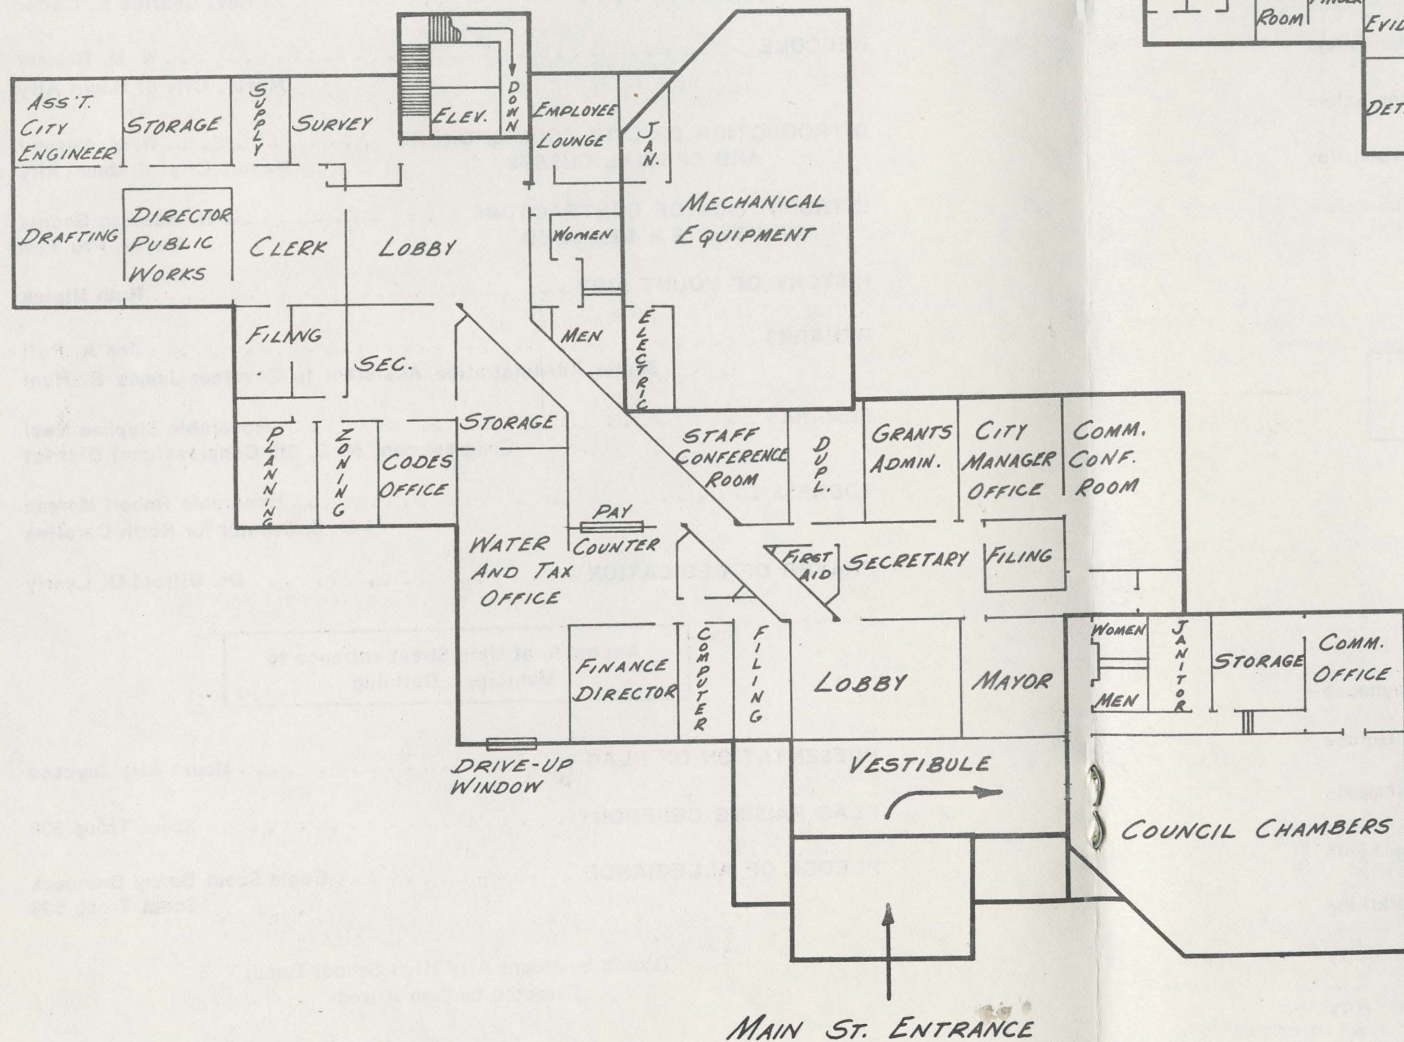 ROOM
EVID
DET
ASS'T.
CITY
ENGINEER
STORAGE
SUPPLY
SURVEY
ELEV.
DOWN
EMPLOYEE
LOUNGE
JAN.
DRAFTING
DIRECTOR
PUBLIC
WORKS
CLERK
LOBBY
WOMEN
MECHANICAL
EQUIPMENT
FILING
SEC.
MEN
ELECTRIC
PLANNING
ZONING
CODES
OFFICE
STORAGE
STAFF
CONFERENCE
ROOM
DUPL.
GRANTS
ADMIN.
CITY
MANAGER
OFFICE
COMM.
CONF.
ROOM
PAY
COUNTER
WATER
AND TAX
OFFICE
FIRST
AID
SECRETARY
FILING
FINANCE
DIRECTOR
COMPUTER
FILING
LOBBY
MAYOR
WOMEN
MEN
JANITOR
STORAGE
COMM.
OFFICE
DRIVE-UP
WINDOW
VESTIBULE
COUNCIL CHAMBERS
MAIN ST. ENTRANCE